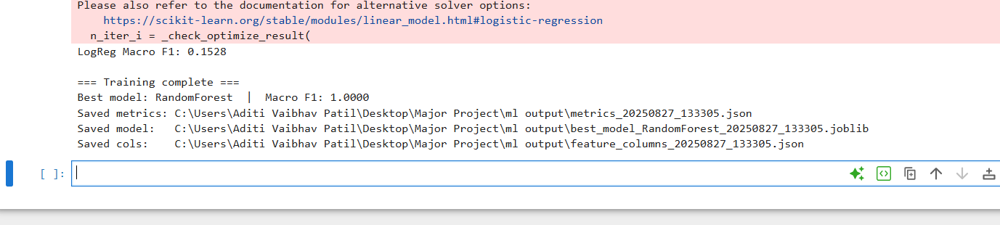 Please also refer to the documentation for alternative solver options:
https://scikit-learn.org/stable/modules/linear_model.html#logistic-regression
n_iter_i = _check_optimize_result(
LogReg Macro F1: 0.1528
=== Training complete ===
Best model: RandomForest | Macro F1: 1.0000
Saved metrics: C:\Users\Aditi Vaibhav Patil\Desktop\Major Project\ml output\metrics_20250827_133305.json
Saved model: C:\Users\Aditi Vaibhav Patil\Desktop\Major Project\ml output\best_model_RandomForest_20250827_133305.joblib
Saved cols: C:\Users\Aditi Vaibhav Patil\Desktop\Major Project\ml output\feature_columns_20250827_133305.json
[ ]: